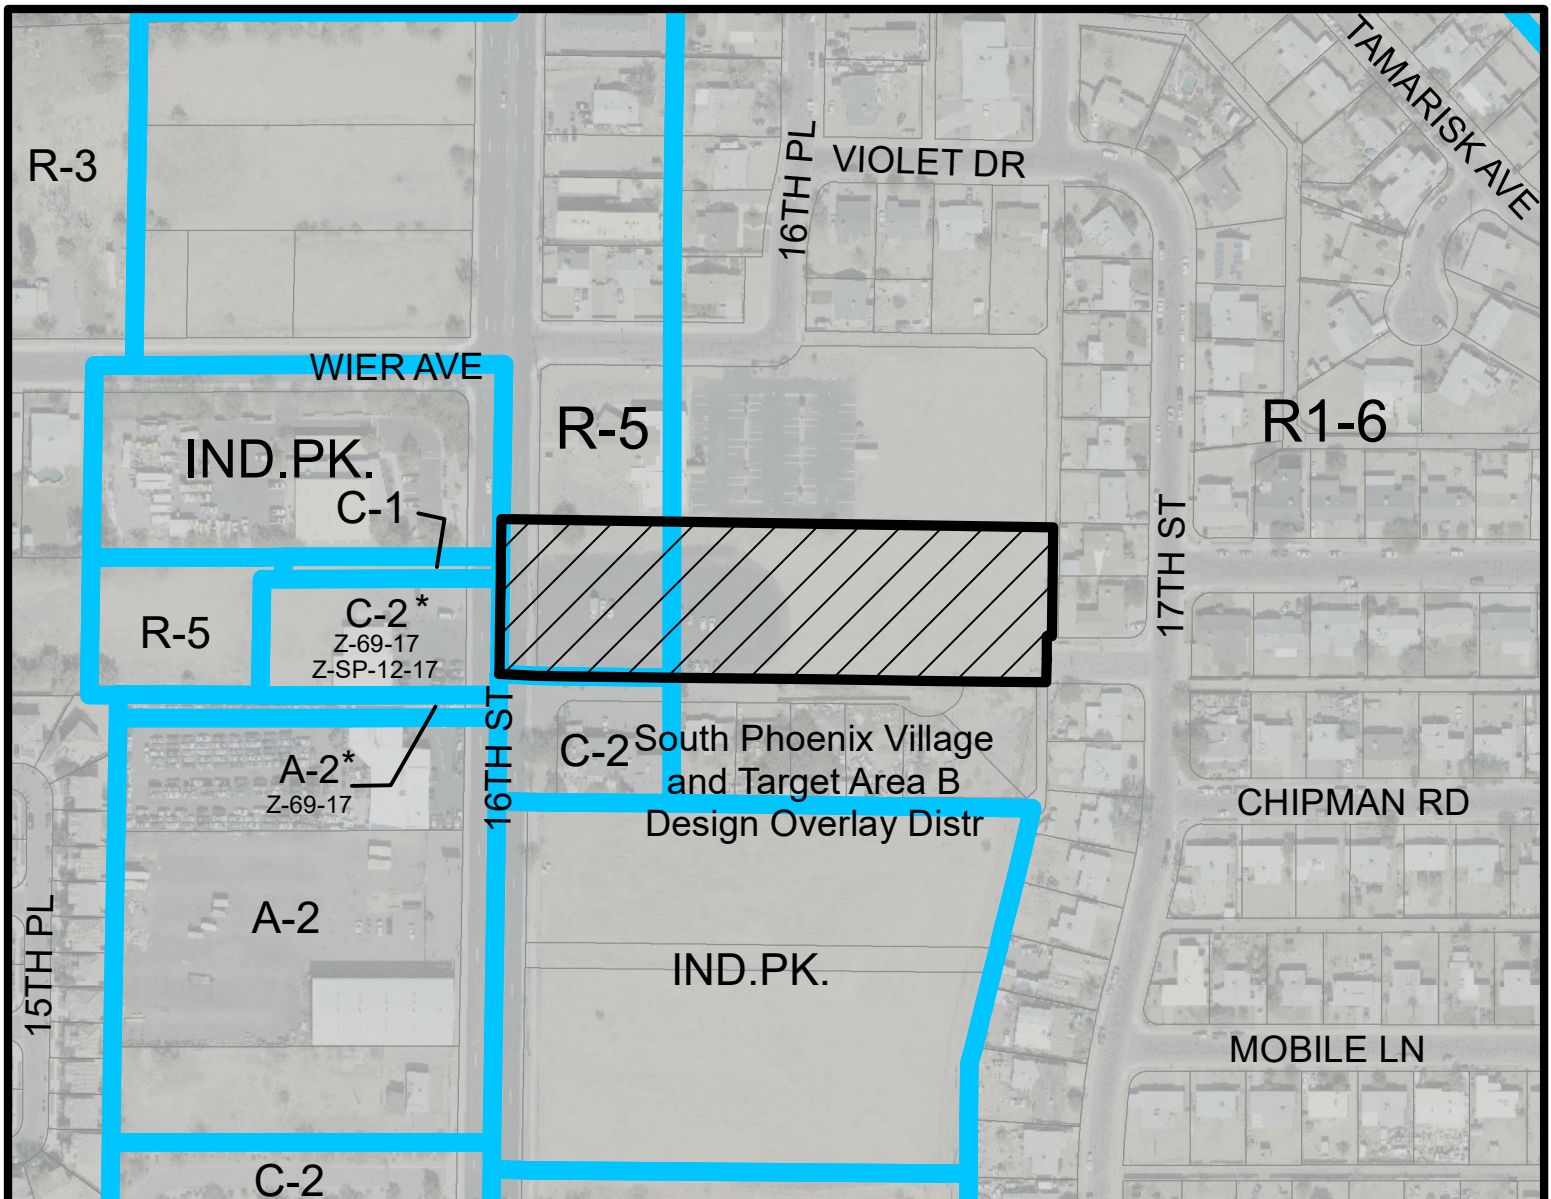 TAMARISK AVE
R-3
16TH PL
VIOLET DR
WIER AVE
R-5
R1-6
IND.PK.
C-1
17TH ST
R-5
C-2*
Z-69-17
Z-SP-12-17
16TH ST
C-2
South Phoenix Village
and Target Area B
Design Overlay Distr
A-2*
Z-69-17
CHIPMAN RD
A-2
15TH PL
IND.PK.
MOBILE LN
C-2